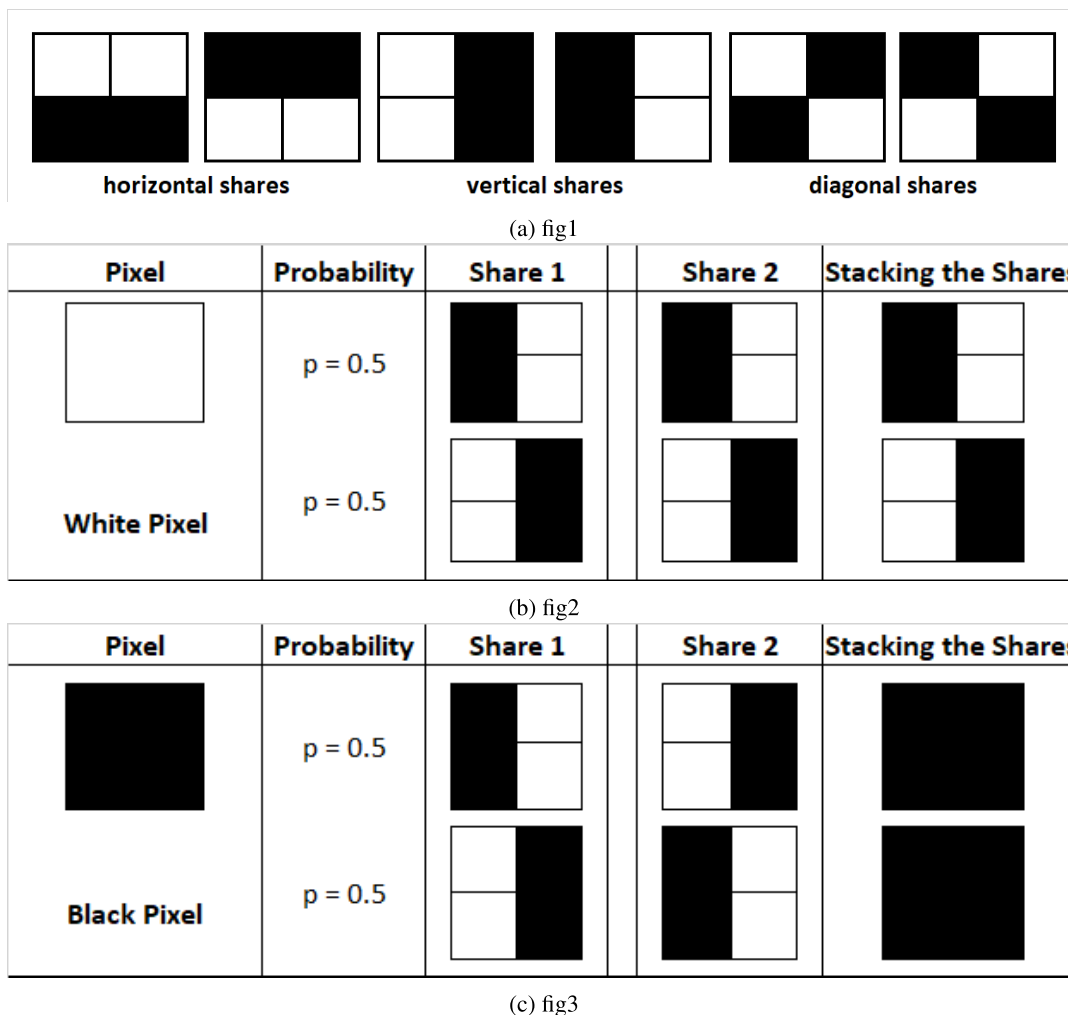 horizontal shares vertical shares diagonal shares
(a) fig1
Pixel Probability Share 1 Share 2 Stacking the Shares
p = 0.5
p = 0.5
White Pixel
(b) fig2
Pixel Probability Share 1 Share 2 Stacking the Shares
p = 0.5
p = 0.5
Black Pixel
(c) fig3